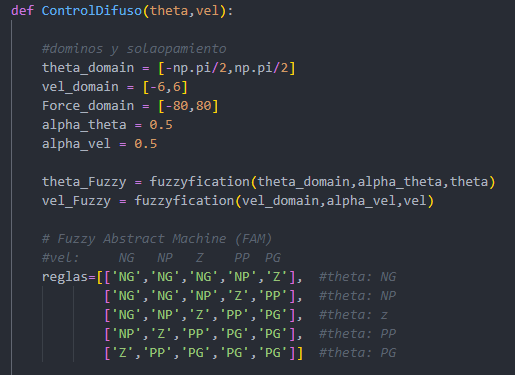 def ControlDifuso(theta,vel):
#dominos y solaopamiento
theta_domain = [-np.pi/2,np.pi/2]
vel_domain = [-6,6]
Force_domain = [-80,80]
alpha_theta = 0.5
alpha_vel = 0.5
theta_Fuzzy = fuzzyfication(theta_domain,alpha_theta,theta)
vel_Fuzzy = fuzzyfication(vel_domain,alpha_vel,vel)
# Fuzzy Abstract Machine (FAM)
#vel: NG NP Z PP PG
reglas=[['NG','NG','NG','NP','Z'], #theta: NG
['NG','NG','NP','Z','PP'], #theta: NP
['NG','NP','Z','PP','PG'], #theta: z
['NP','Z','PP','PG','PG'], #theta: PP
['Z','PP','PG','PG','PG']] #theta: PG